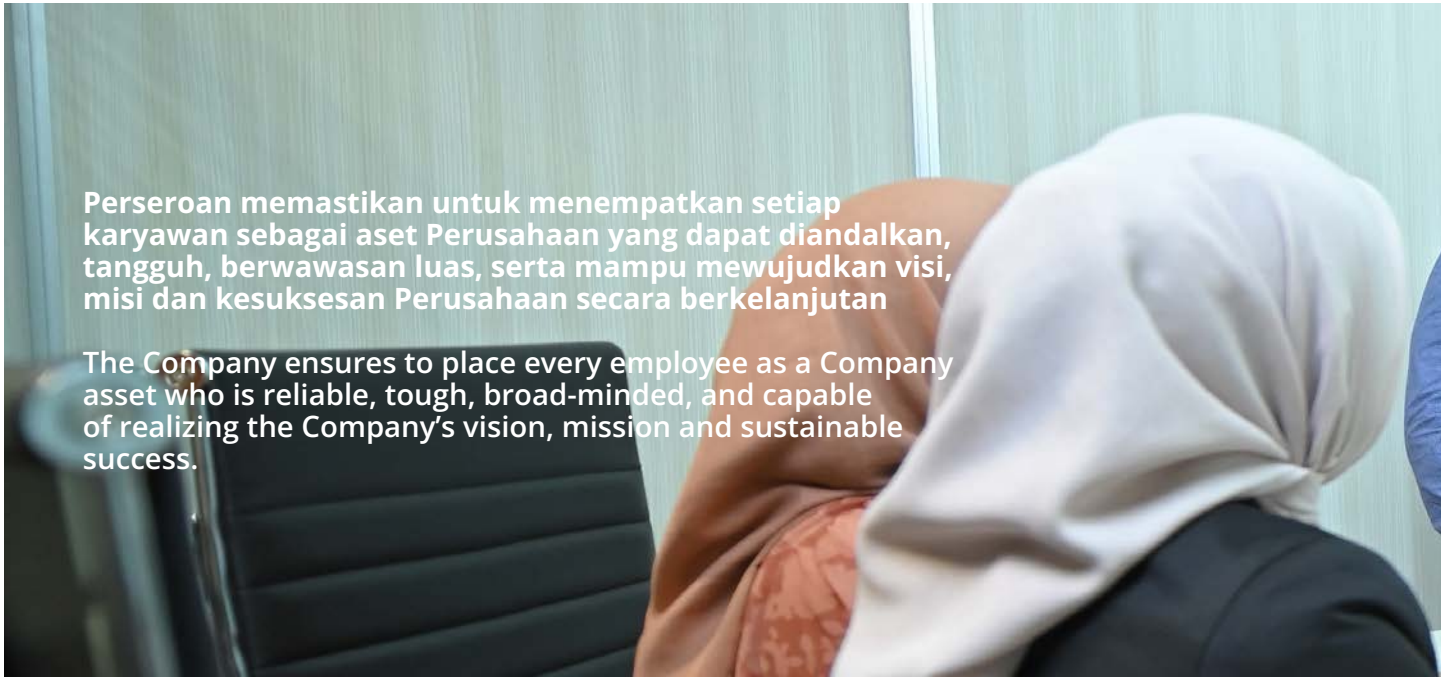 Perseroan memastikan untuk menempatkan setiap
karyawan sebagai aset Perusahaan yang dapat diandalkan,
tangguh, berwawasan luas, serta mampu mewujudkan visi,
misi dan kesuksesan Perusahaan secara berkelanjutan
The Company ensures to place every employee as a Company
asset who is reliable, tough, broad-minded, and capable
of realizing the Company’s vision, mission and sustainable
success.